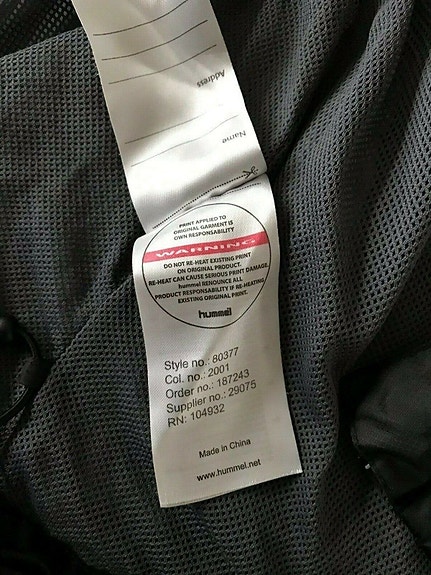 Address
Name
PRINT APPLIED TO
ORIGINAL GARMENT IS
OWN RESPONSABILITY
WARNING
DO NOT RE-HEAT EXISTING PRINT
ON ORIGINAL PRODUCT.
RE-HEAT CAN CAUSE SERIOUS PRINT DAMAGE.
hummel RENOUNCE ALL
PRODUCT RESPONSABILITY IF RE-HEATING
EXISTING ORIGINAL PRINT.
hummel
Style no.: 80377
Col. no.: 2001
Order no.: 187243
Supplier no.: 29075
RN: 104932
Made in China
www.hummel.net